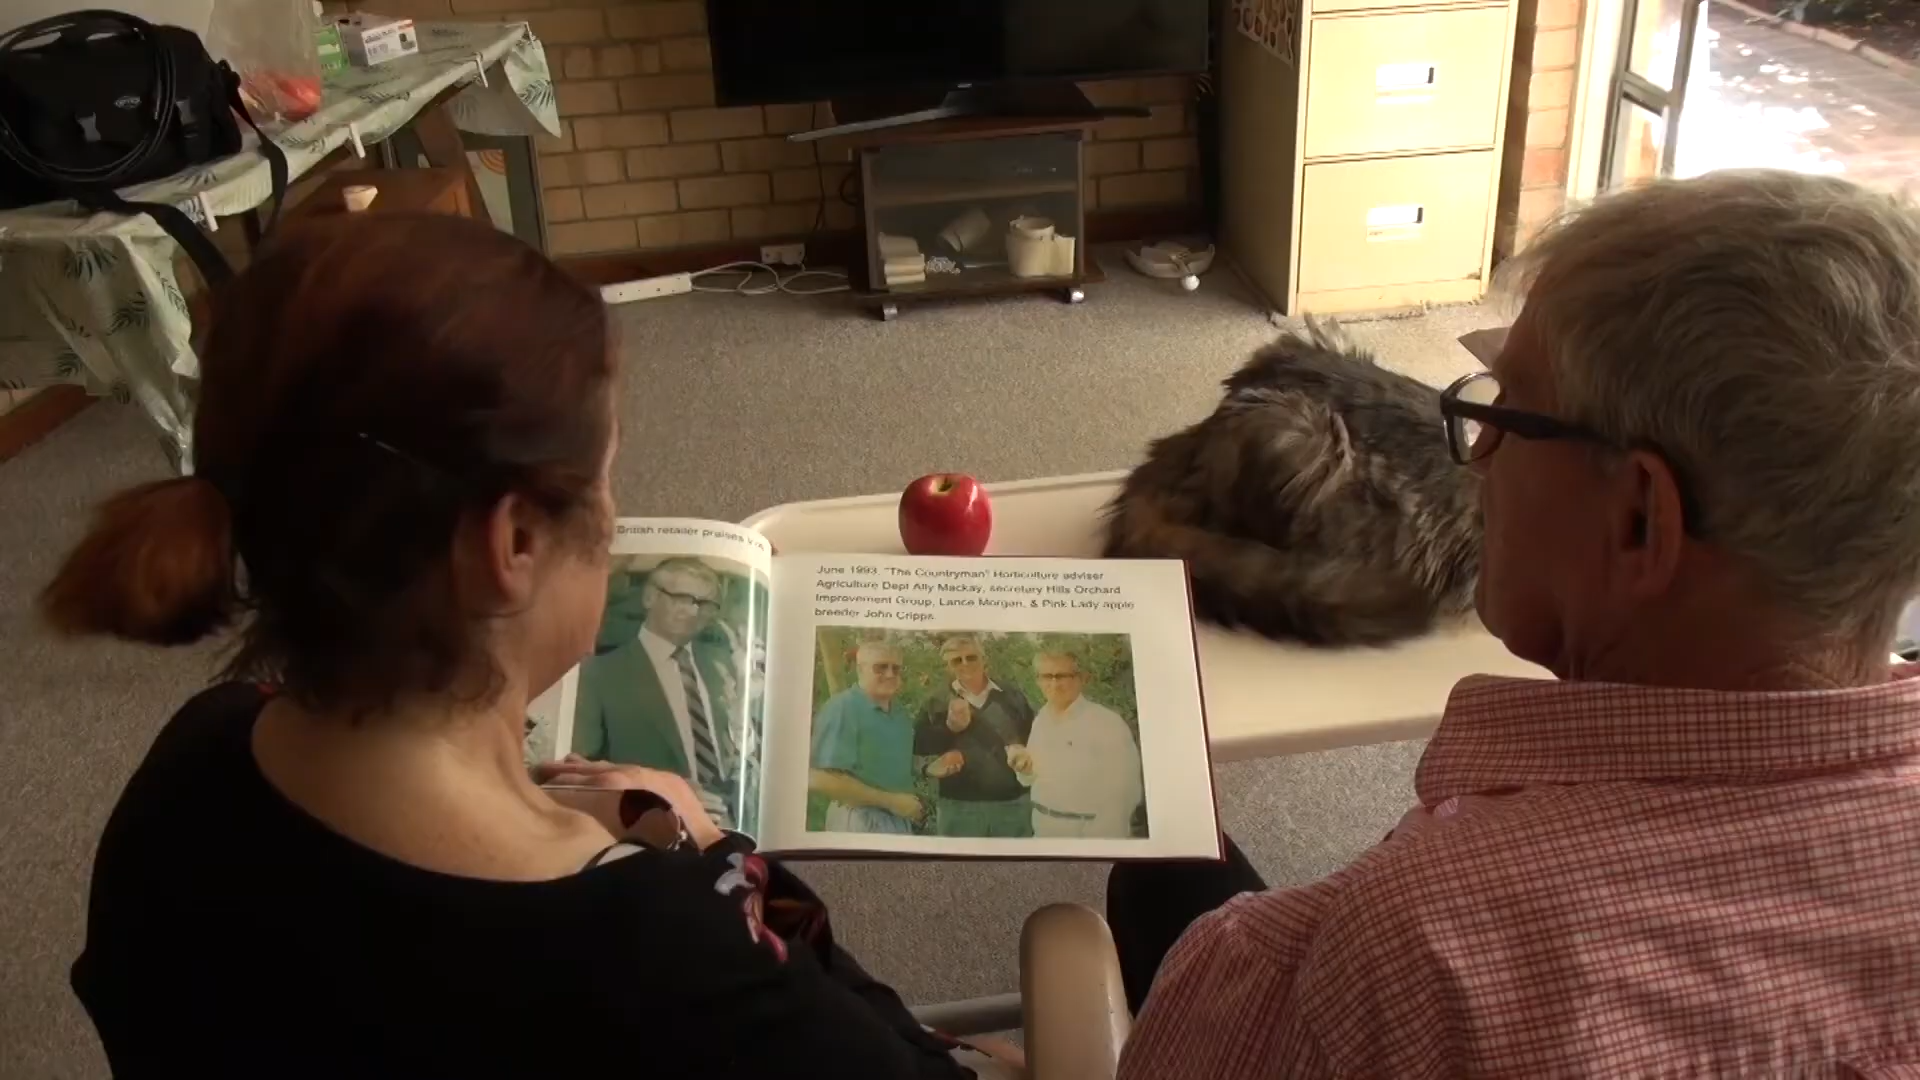 British retailer praises
June 1993 "The Countryman" Horticulture adviser
Agriculture Dept Ally Mackay, secretary Hills Orchard
Improvement Group, Lance Morgan, & Pink Lady apple
breeder John Cripps.